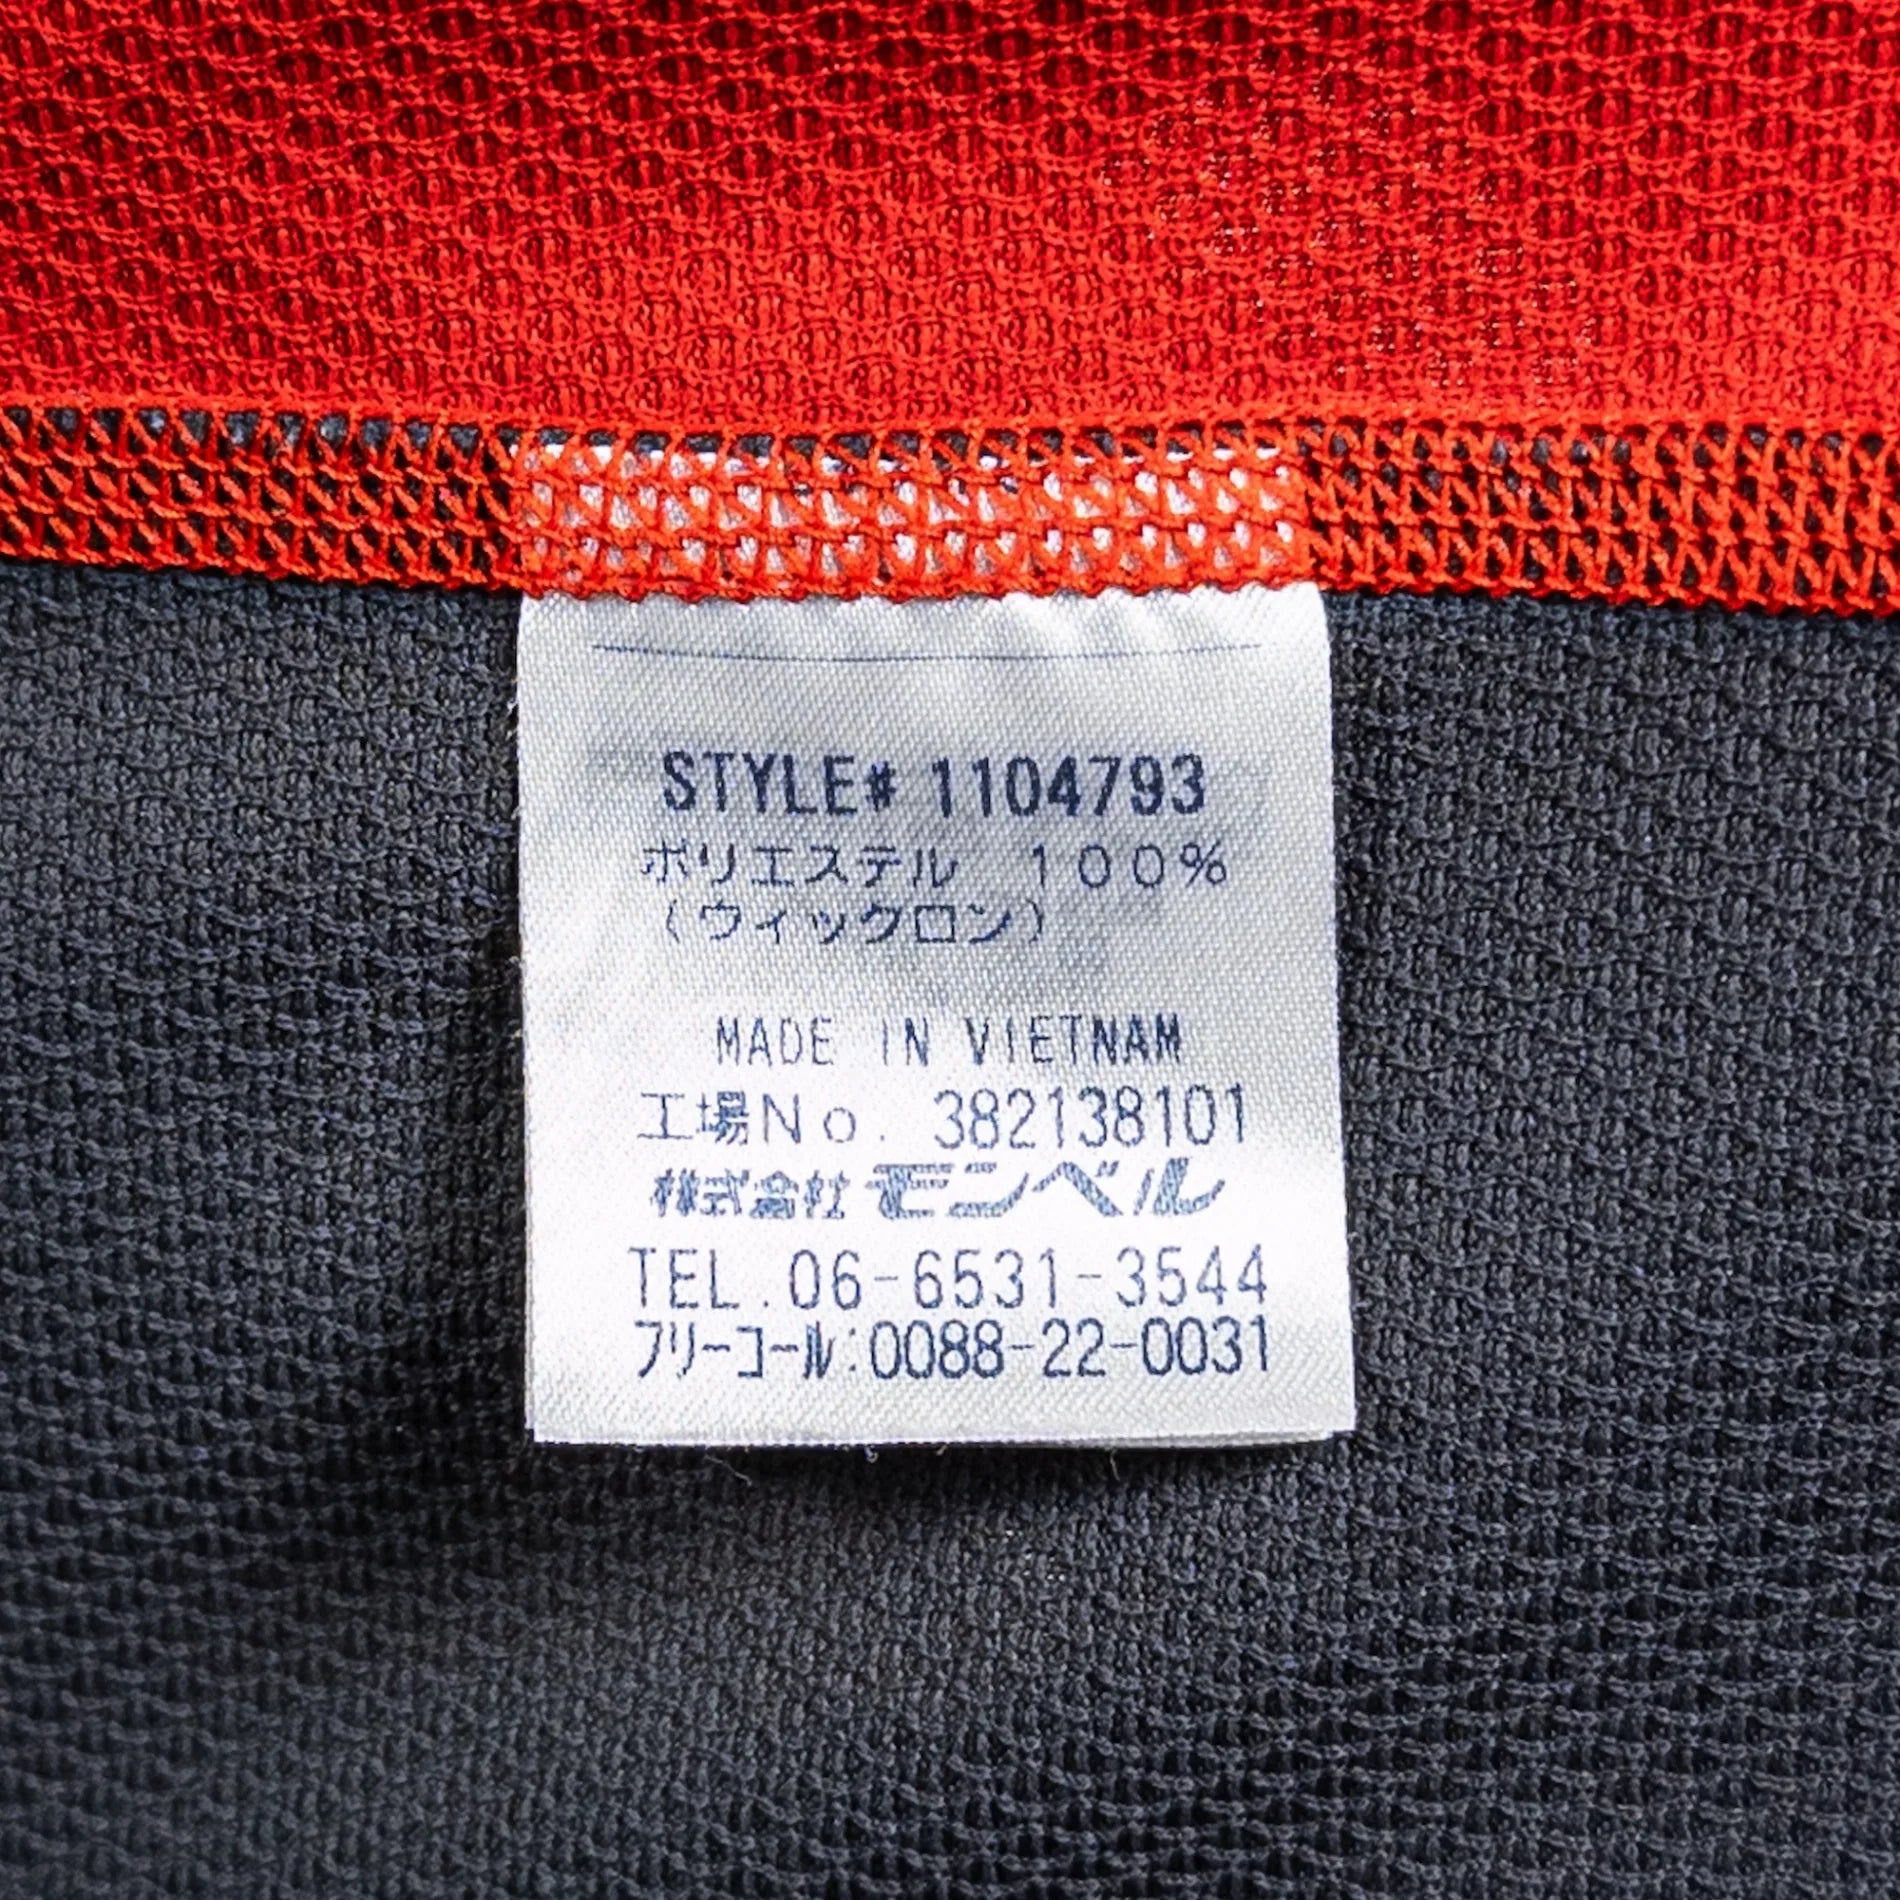 STYLE* 1104793
ポリエステル　１００％
（ウィックロン）
MADE IN VIETNAM
工場Ｎｏ. 382138101
株式会社モンベル
TEL.06-6531-3544
ﾌﾘｰｺｰﾙ:0088-22-0031